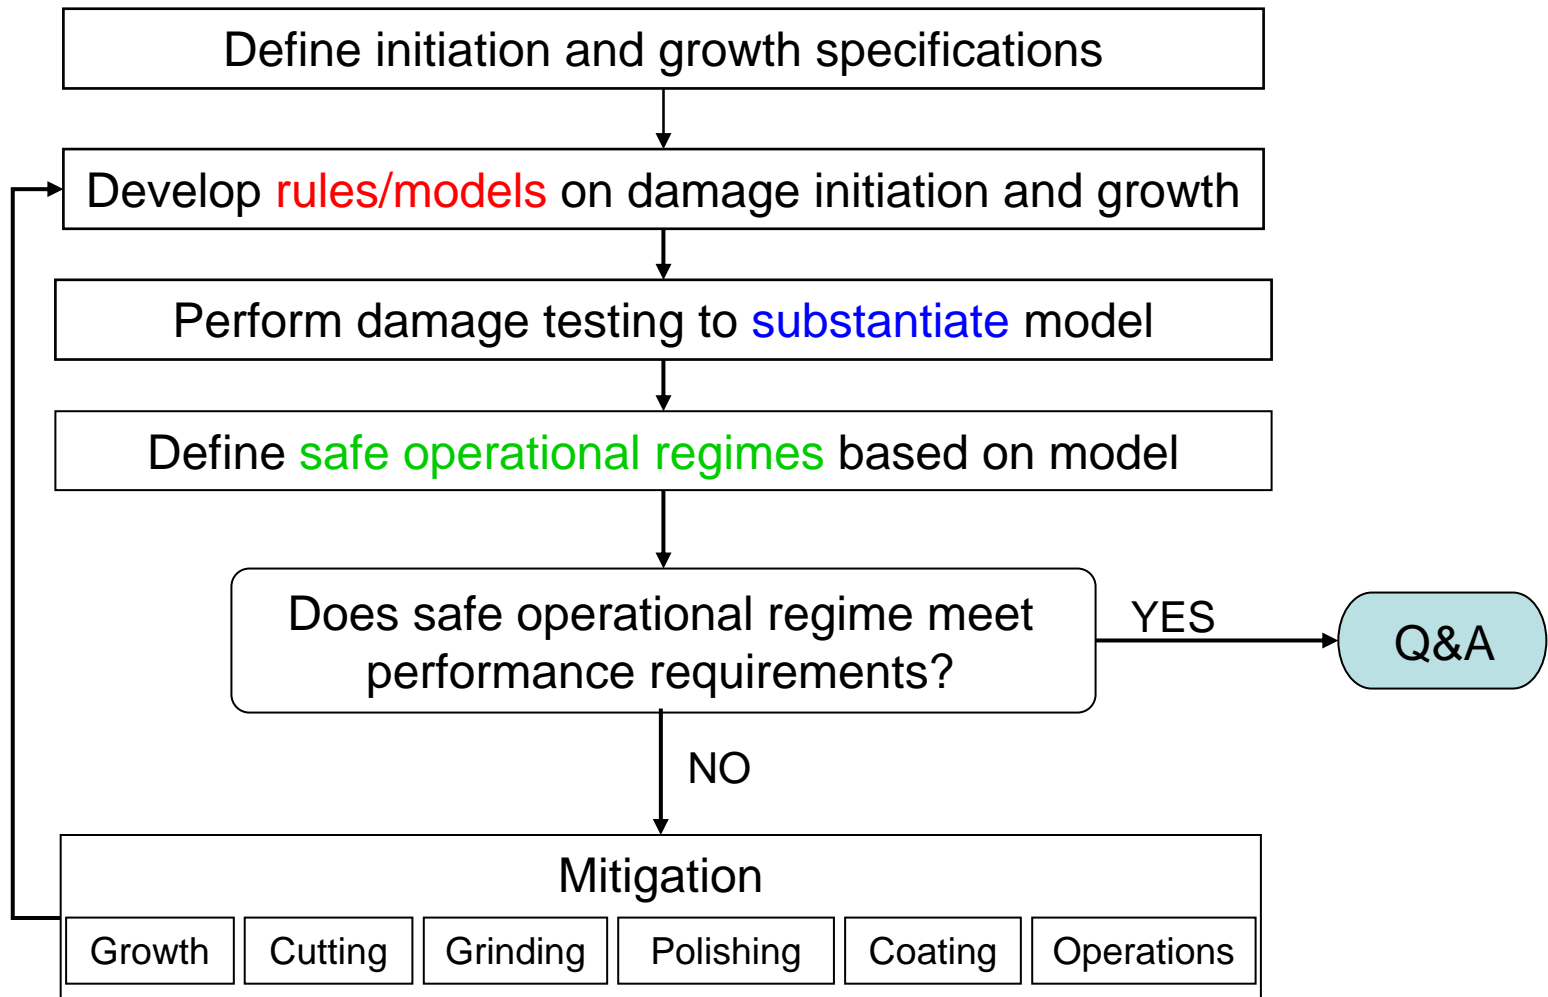 Define initiation and growth specifications
Develop rules/models on damage initiation and growth
Perform damage testing to substantiate model
Define safe operational regimes based on model
Does safe operational regime meet
performance requirements?
YES
Q&A
NO
Mitigation
Growth
Cutting
Grinding
Polishing
Coating
Operations